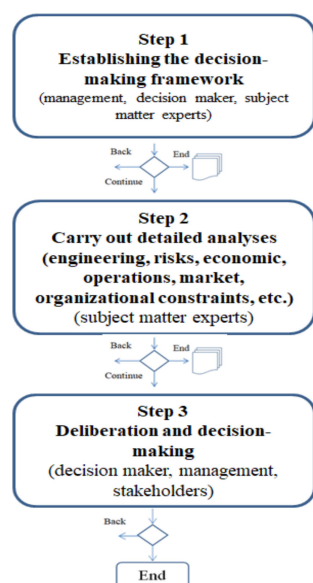 Step 1
Establishing the decision-
making framework
(management, decision maker, subject
matter experts)
Back End
Continue
Step 2
Carry out detailed analyses
(engineering, risks, economic,
operations, market,
organizational constraints, etc.)
(subject matter experts)
Back End
Continue
Step 3
Deliberation and decision-
making
(decision maker, management,
stakeholders)
Back
End